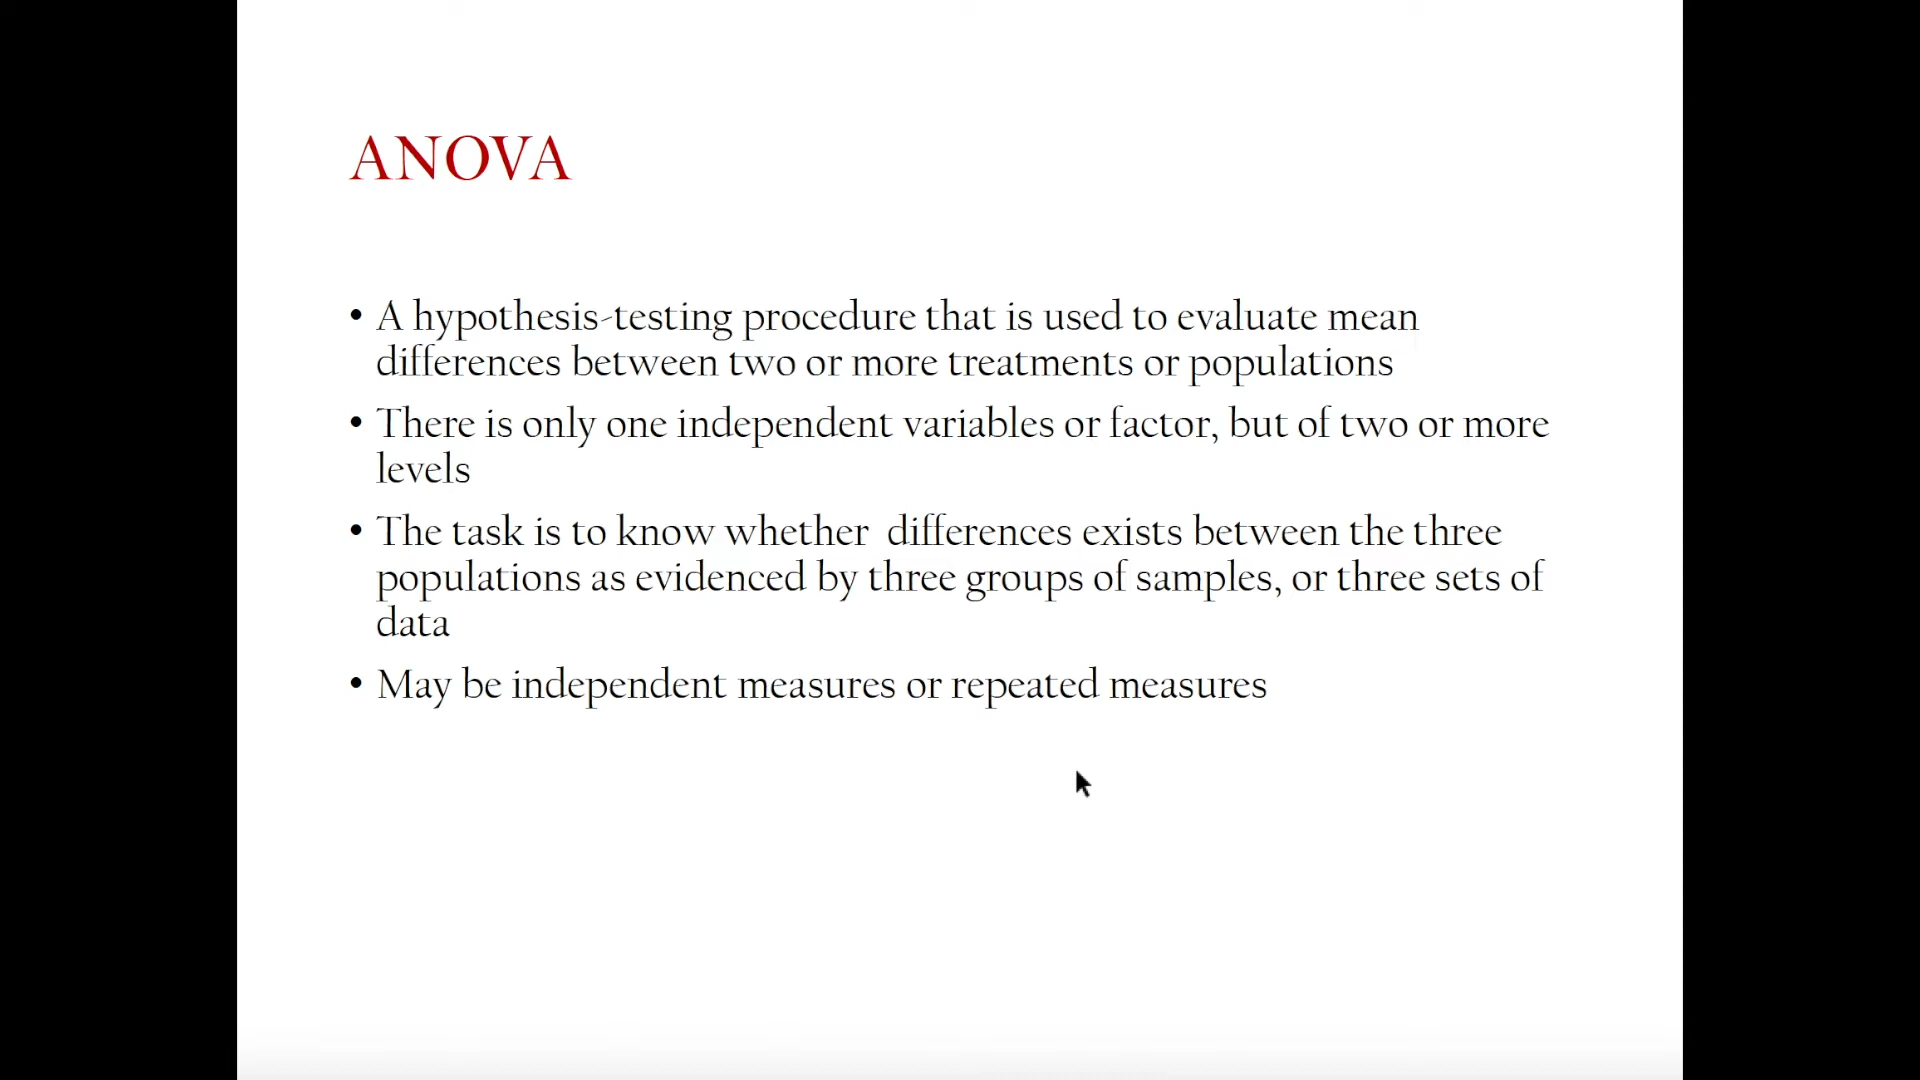 ANOVA
• A hypothesis-testing procedure that is used to evaluate mean
differences between two or more treatments or populations
• There is only one independent variables or factor, but of two or more
levels
• The task is to know whether  differences exists between the three
populations as evidenced by three groups of samples, or three sets of
data
• May be independent measures or repeated measures